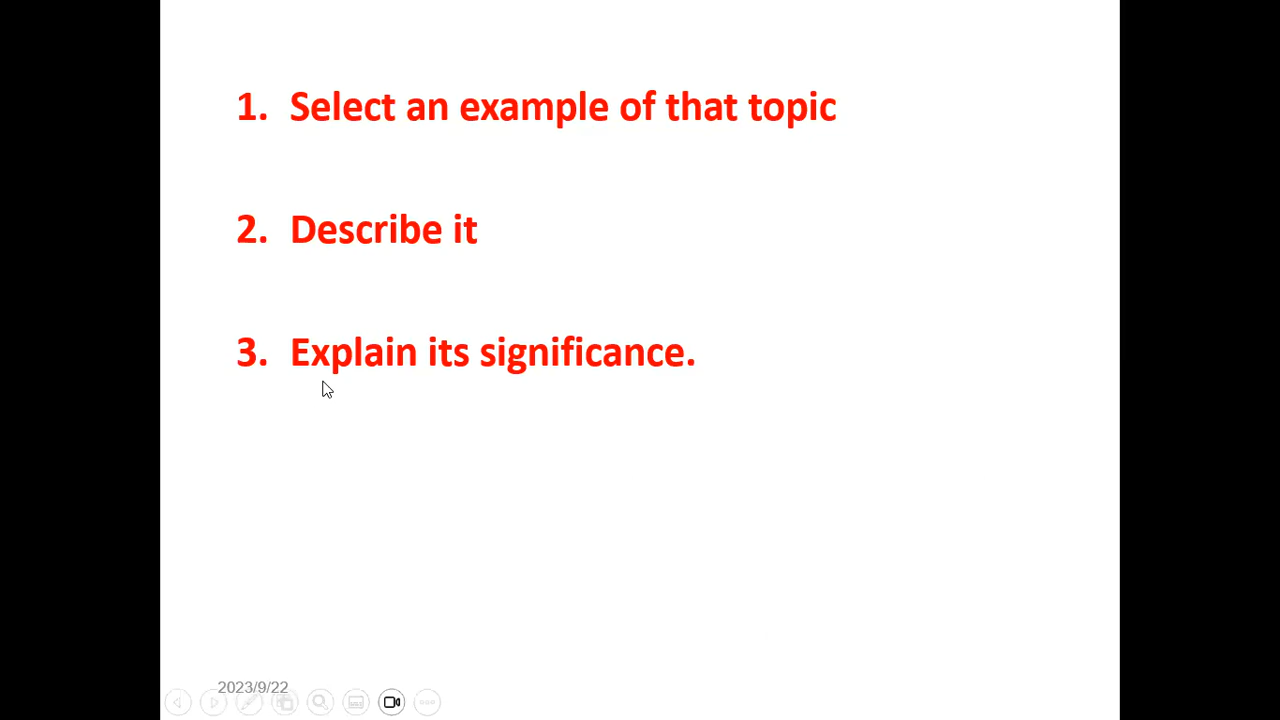 1. Select an example of that topic
2. Describe it
3. Explain its significance.
2023/9/22